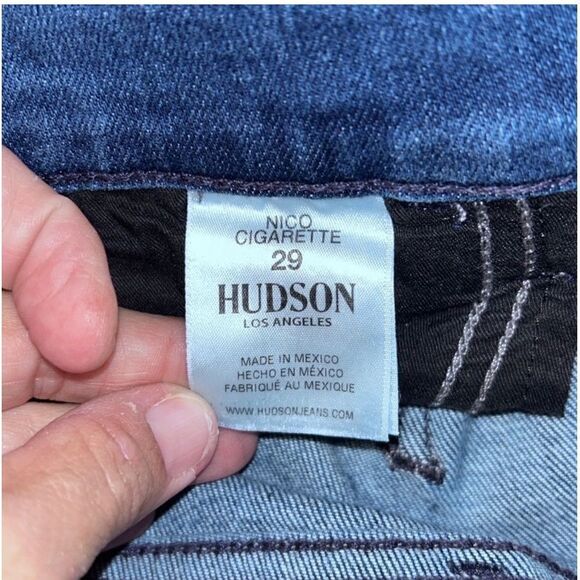 NICO
CIGARETTE
29
HUDSON
LOS ANGELES
MADE IN MEXICO
HECHO EN MÉXICO
FABRIQUÉ AU MEXIQUE
WWW.HUDSONJEANS.COM